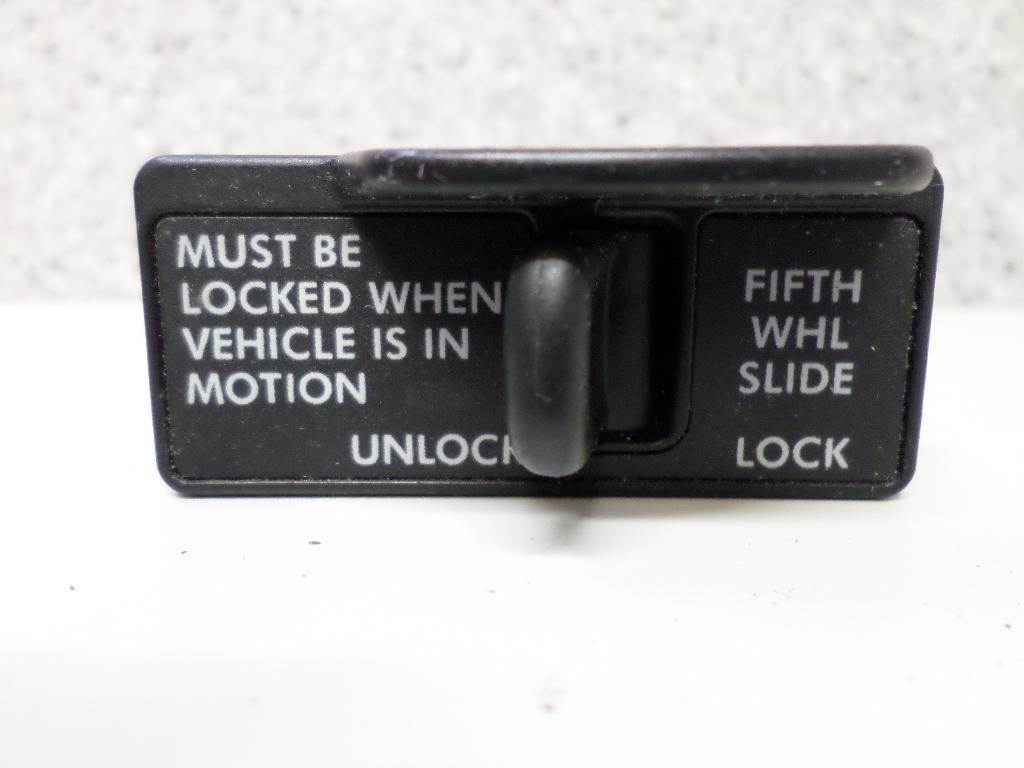 MUST BE
LOCKED WHEN
VEHICLE IS IN
MOTION
UNLOCK
FIFTH
WHL
SLIDE
LOCK